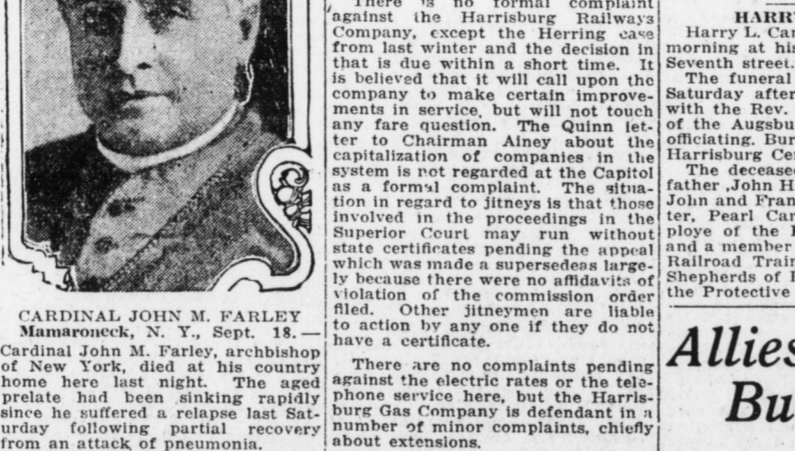 CARDINAL JOHN M. FARLEY
Mamaroneck, N. Y., Sept. 18. —
Cardinal John M. Farley, archbishop
of New York, died at his country
home here last night. The aged
prelate had been sinking rapidly
since he suffered a relapse last Sat-
urday following partial recovery
from an attack of pneumonia.
There is no formal complaint
against the Harrisburg Railways
Company, except the Herring case
from last winter and the decision in
that is due within a short time. It
is believed that it will call upon the
company to make certain improve-
ments in service, but will not touch
any fare question. The Quinn let-
ter to Chairman Ainey about the
capitalization of companies in the
system is not regarded at the Capitol
as a formal complaint. The situa-
tion in regard to jitneys is that those
involved in the proceedings in the
Superior Court may run without
state certificates pending the appeal
which was made a supersedeas large-
ly because there were no affidavits of
violation of the commission order
filed. Other jitneymen are liable
to action by any one if they do not
have a certificate.
There are no complaints pending
against the electric rates or the tele-
phone service here, but the Harris-
burg Gas Company is defendant in a
number of minor complaints, chiefly
about extensions.
HARR
Harry L. Car
morning at his
Seventh street.
The funeral
Saturday after
with the Rev.
of the Augsbu
officiating. Bur
Harrisburg Ce
The deceased
father ,John H
John and Fran
ter, Pearl Car
ploye of the
and a member
Railroad Train
Shepherds of
the Protective
Allies
Bu